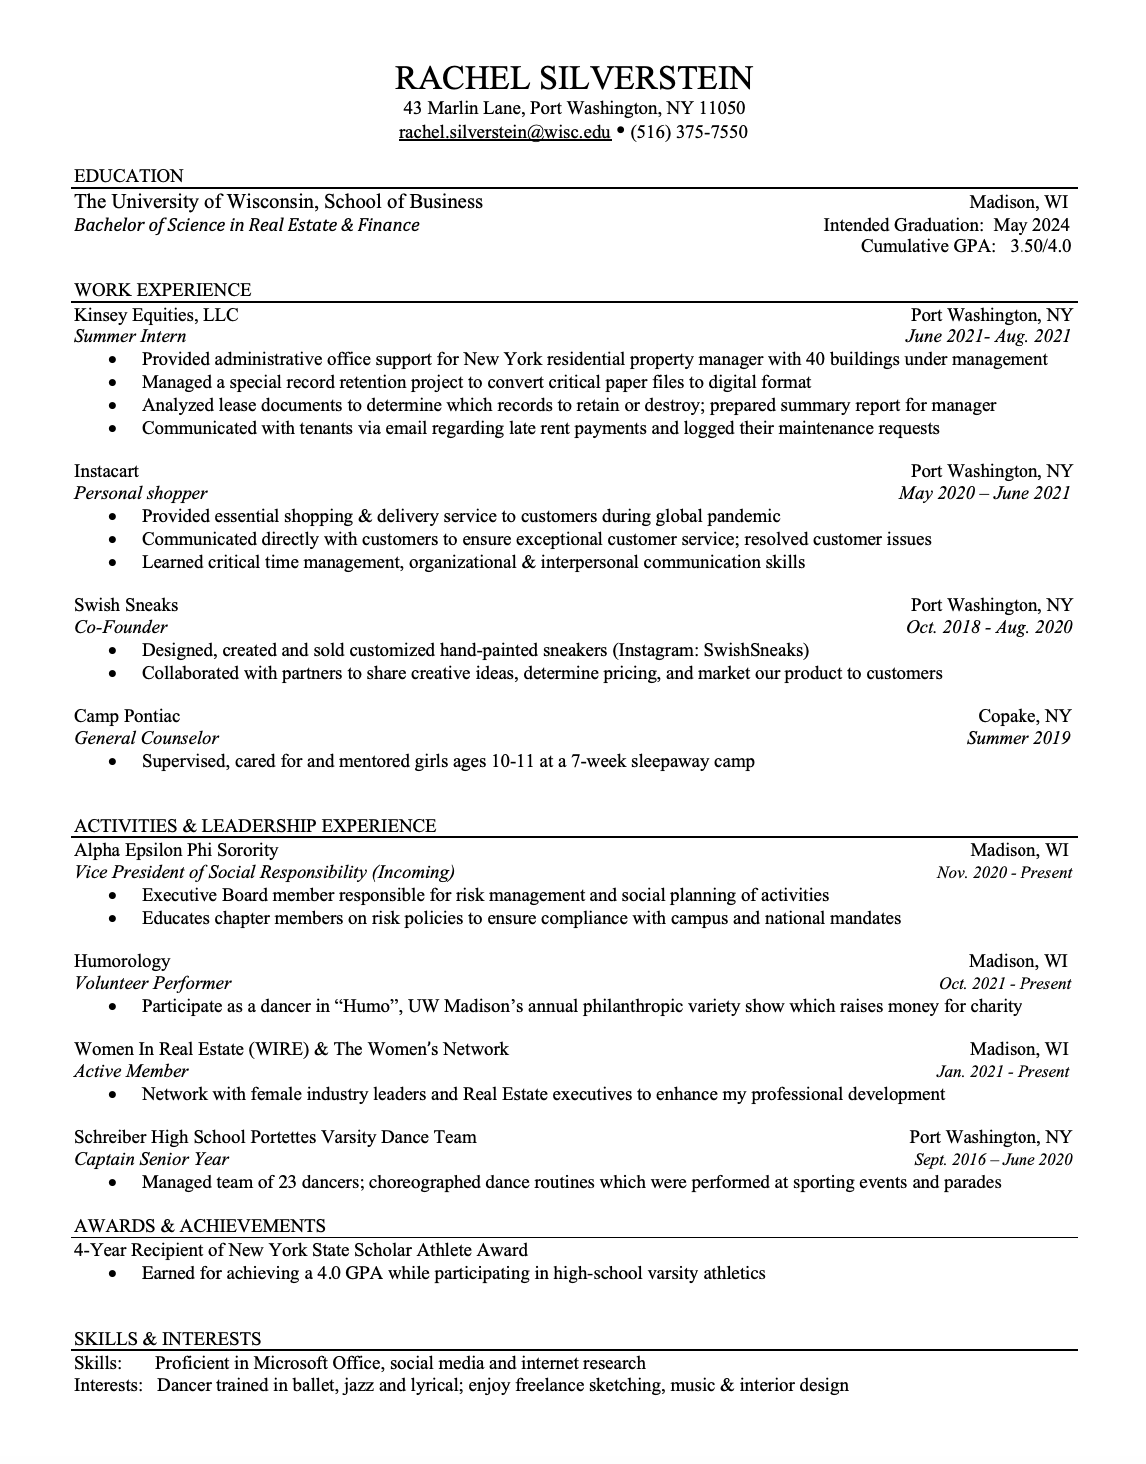 RACHEL SILVERSTEIN
43 Marlin Lane, Port Washington, NY 11050
rachel.silverstein@wisc.edu • (516) 375-7550
EDUCATION
The University of Wisconsin, School of Business Madison, WI
Bachelor of Science in Real Estate & Finance Intended Graduation: May 2024
Cumulative GPA: 3.50/4.0
WORK EXPERIENCE
Kinsey Equities, LLC Port Washington, NY
Summer Intern June 2021- Aug. 2021
• Provided administrative office support for New York residential property manager with 40 buildings under management
• Managed a special record retention project to convert critical paper files to digital format
• Analyzed lease documents to determine which records to retain or destroy; prepared summary report for manager
• Communicated with tenants via email regarding late rent payments and logged their maintenance requests
Instacart Port Washington, NY
Personal shopper May 2020 – June 2021
• Provided essential shopping & delivery service to customers during global pandemic
• Communicated directly with customers to ensure exceptional customer service; resolved customer issues
• Learned critical time management, organizational & interpersonal communication skills
Swish Sneaks Port Washington, NY
Co-Founder Oct. 2018 - Aug. 2020
• Designed, created and sold customized hand-painted sneakers (Instagram: SwishSneaks)
• Collaborated with partners to share creative ideas, determine pricing, and market our product to customers
Camp Pontiac Copake, NY
General Counselor Summer 2019
• Supervised, cared for and mentored girls ages 10-11 at a 7-week sleepaway camp
ACTIVITIES & LEADERSHIP EXPERIENCE
Alpha Epsilon Phi Sorority Madison, WI
Vice President of Social Responsibility (Incoming) Nov. 2020 - Present
• Executive Board member responsible for risk management and social planning of activities
• Educates chapter members on risk policies to ensure compliance with campus and national mandates
Humorology Madison, WI
Volunteer Performer Oct. 2021 - Present
• Participate as a dancer in “Humo”, UW Madison’s annual philanthropic variety show which raises money for charity
Women In Real Estate (WIRE) & The Women's Network Madison, WI
Active Member Jan. 2021 - Present
• Network with female industry leaders and Real Estate executives to enhance my professional development
Schreiber High School Portettes Varsity Dance Team Port Washington, NY
Captain Senior Year Sept. 2016 – June 2020
• Managed team of 23 dancers; choreographed dance routines which were performed at sporting events and parades
AWARDS & ACHIEVEMENTS
4-Year Recipient of New York State Scholar Athlete Award
• Earned for achieving a 4.0 GPA while participating in high-school varsity athletics
SKILLS & INTERESTS
Skills: Proficient in Microsoft Office, social media and internet research
Interests: Dancer trained in ballet, jazz and lyrical; enjoy freelance sketching, music & interior design